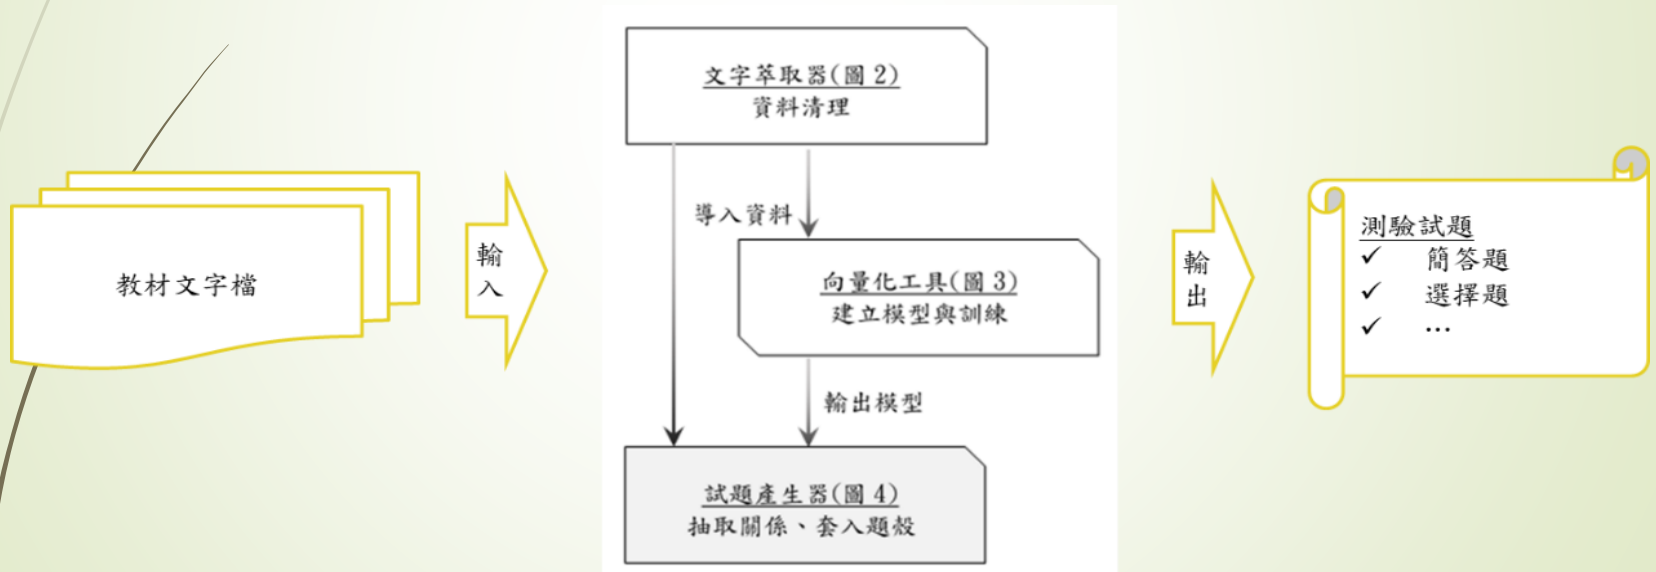 教材文字檔
輸
入
文字萃取器(圖 2)
資料清理
導入資料
向量化工具(圖 3)
建立模型與訓練
輸出模型
試題產生器(圖 4)
抽取關係、套入題殼
輸
出
測驗試題
✓ 簡答題
✓ 選擇題
✓ …